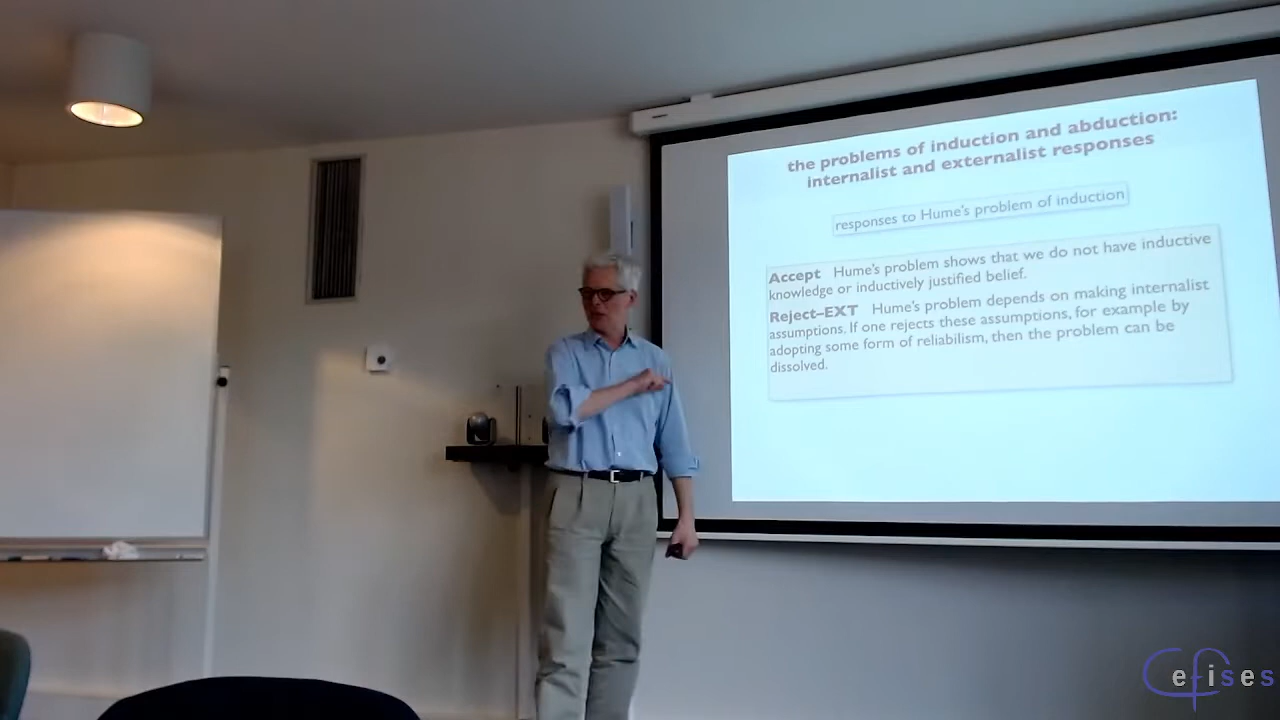 the problems of induction and abduction:
internalist and externalist responses
responses to Hume's problem of induction
Accept Hume's problem shows that we do not have inductive
knowledge or inductively justified belief.
Reject–EXT Hume's problem depends on making internalist
assumptions. If one rejects these assumptions, for example by
adopting some form of reliabilism, then the problem can be
dissolved.
Cefises